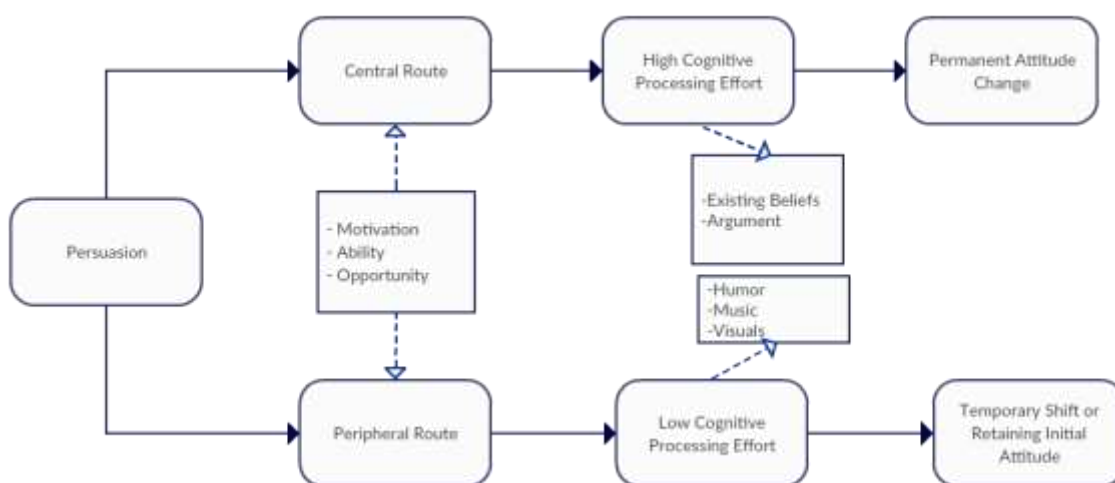 Central Route
High Cognitive
Processing Effort
Permanent Attitude
Change
Persuasion
- Motivation
- Ability
- Opportunity
-Existing Beliefs
-Argument
-Humor
-Music
-Visuals
Peripheral Route
Low Cognitive
Processing Effort
Temporary Shift or
Retaining Initial
Attitude